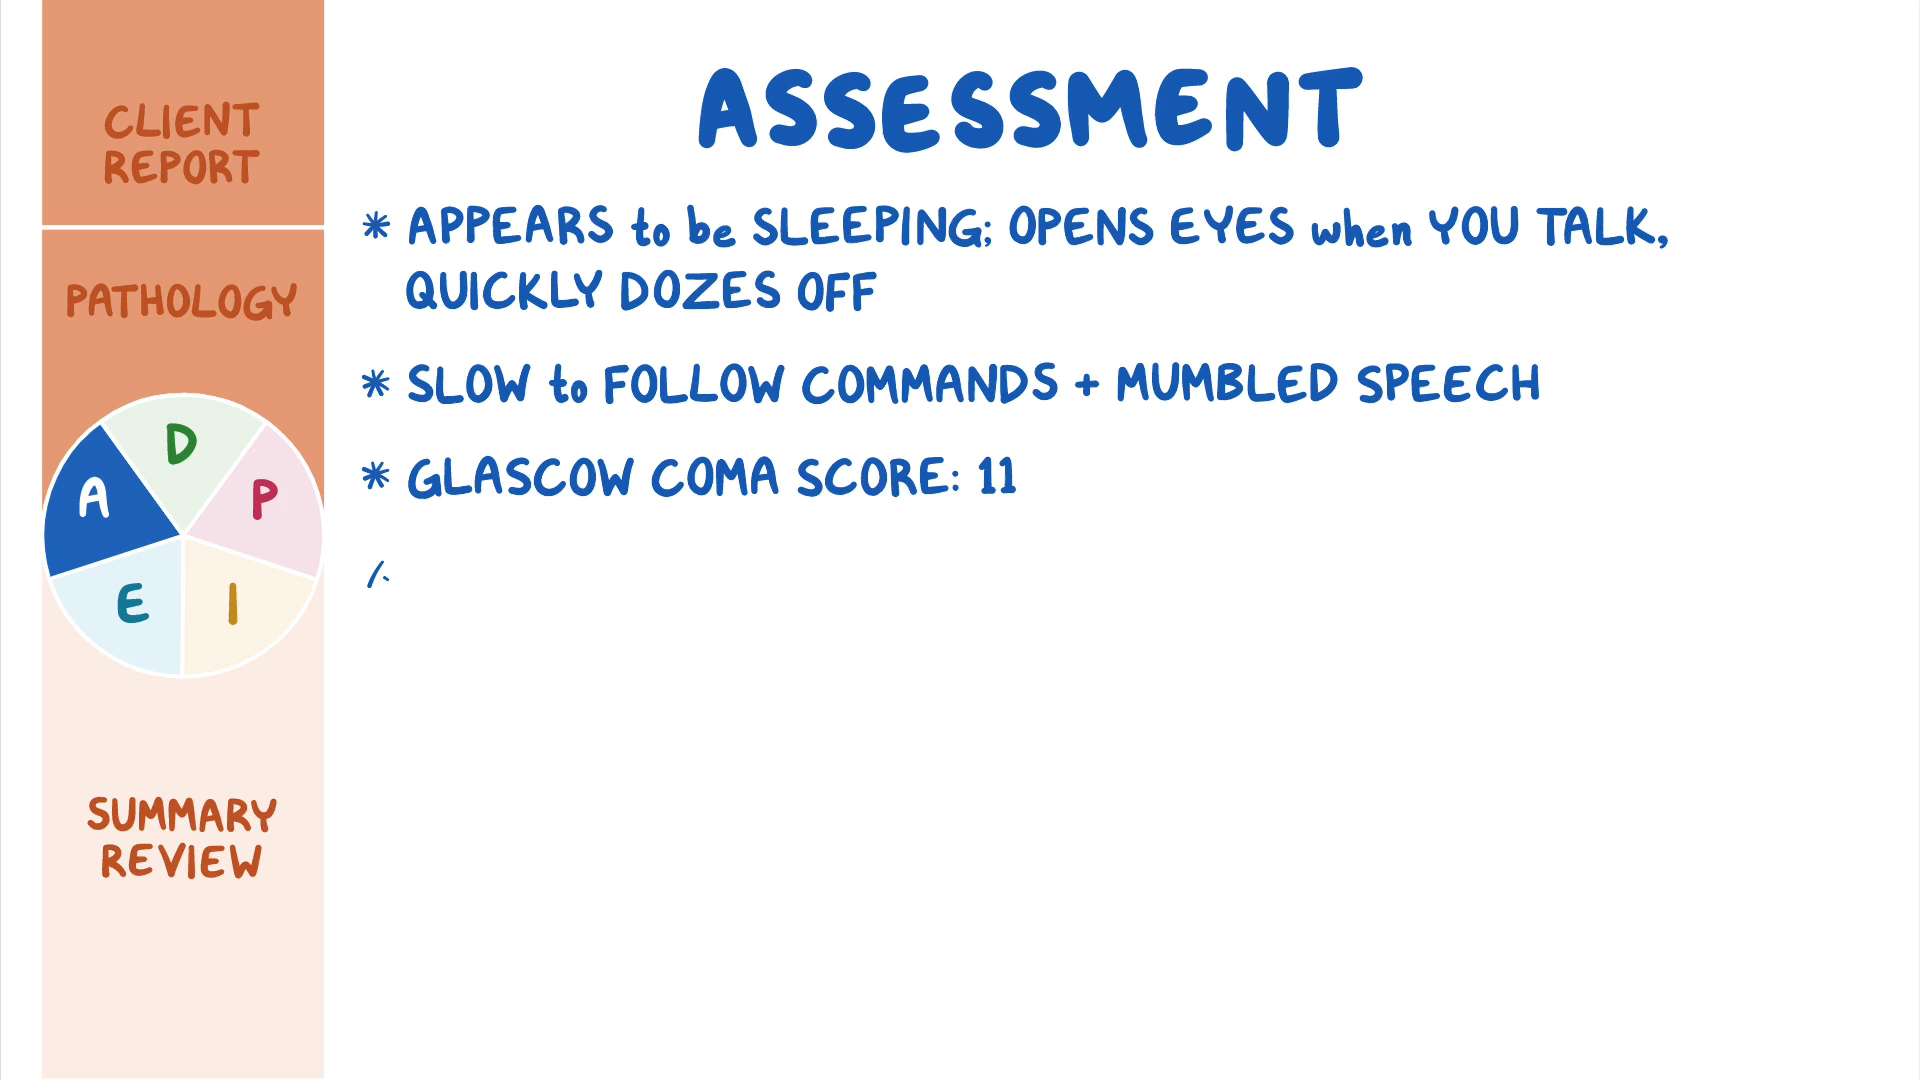 CLIENT
REPORT
PATHOLOGY
A
D
P
E
I
SUMMARY
REVIEW
ASSESSMENT
* APPEARS to be SLEEPING; OPENS EYES when YOU TALK,
QUICKLY DOZES OFF
* SLOW to FOLLOW COMMANDS + MUMBLED SPEECH
* GLASCOW COMA SCORE: 11